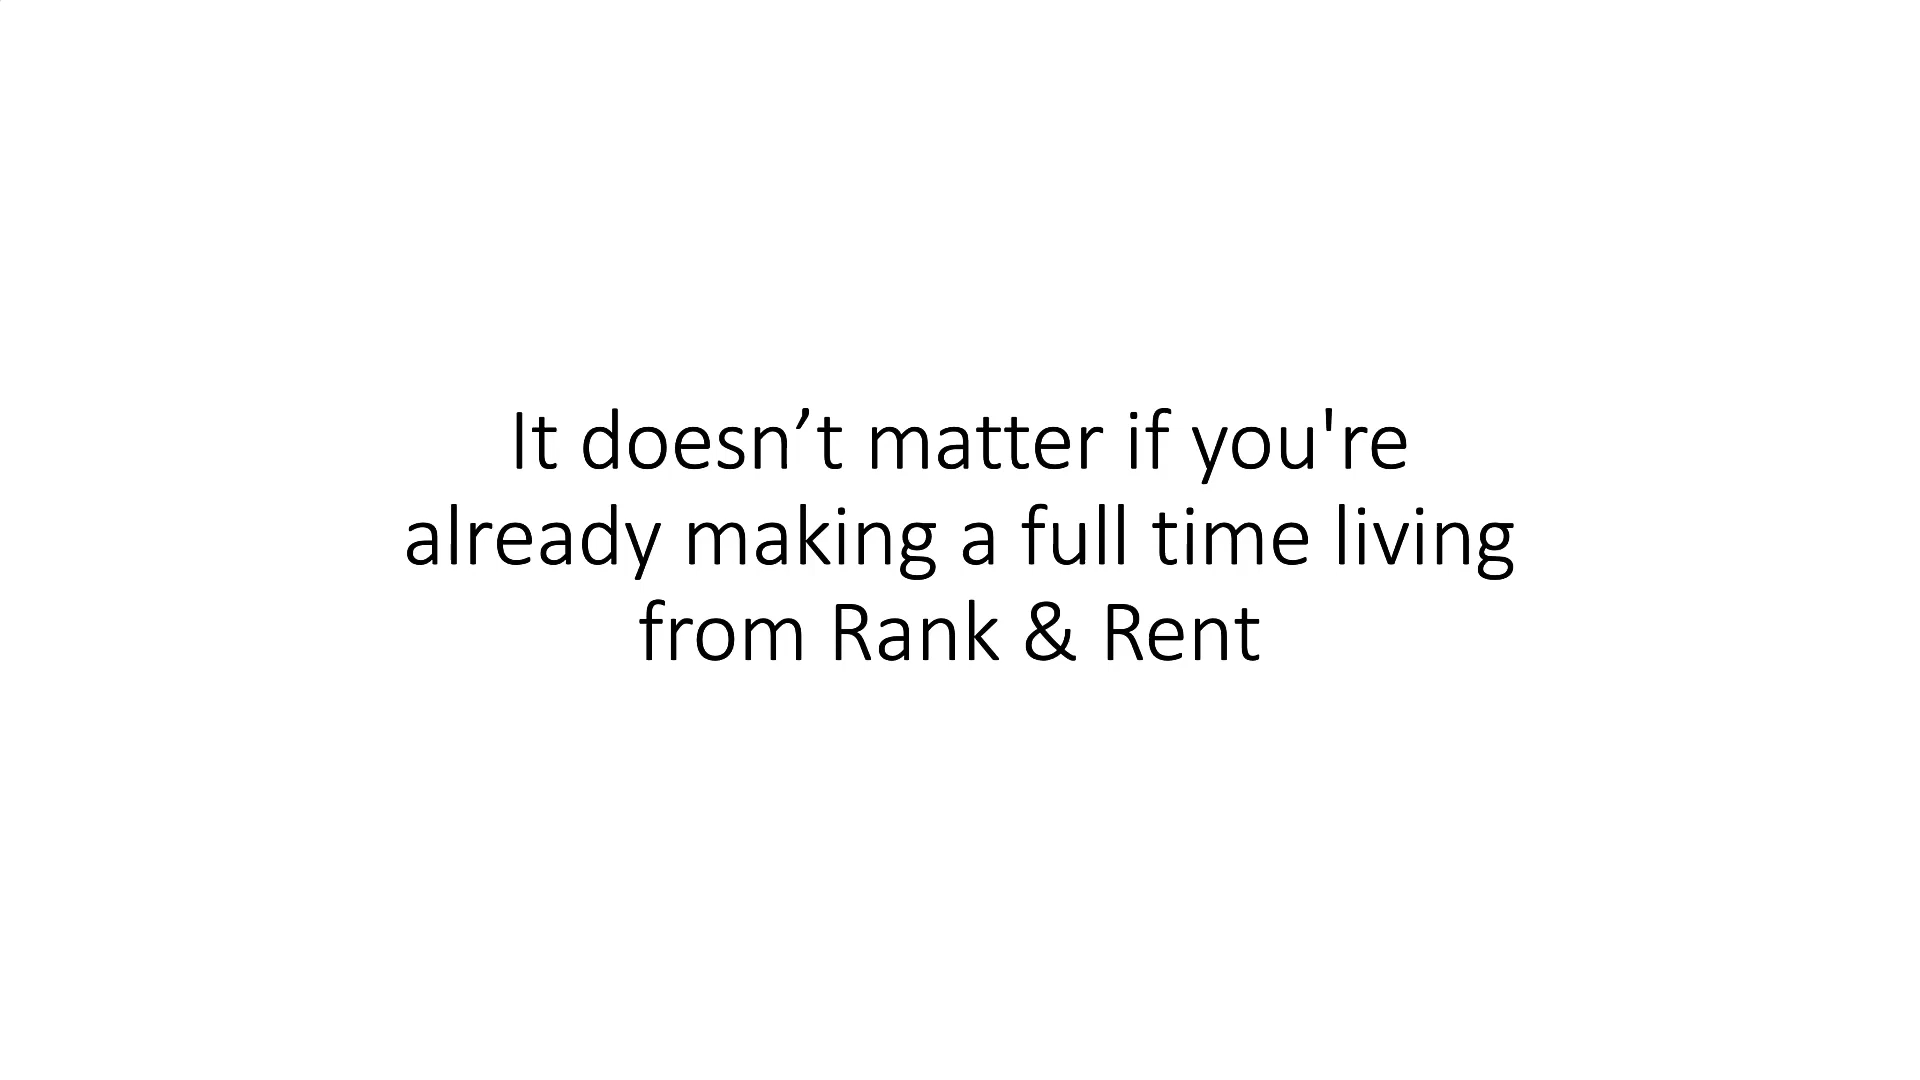 It doesn’t matter if you're
already making a full time living
from Rank & Rent